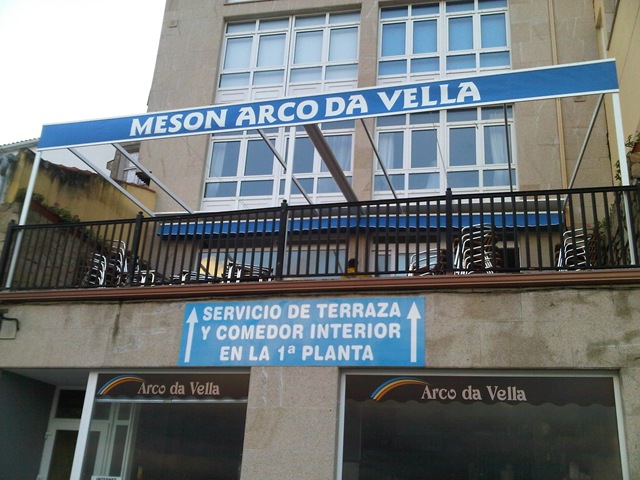 MESON ARCO DA VELLA
SERVICIO DE TERRAZA
Y COMEDOR INTERIOR
EN LA 1ª PLANTA
Arco da Vella
Arco da Vella